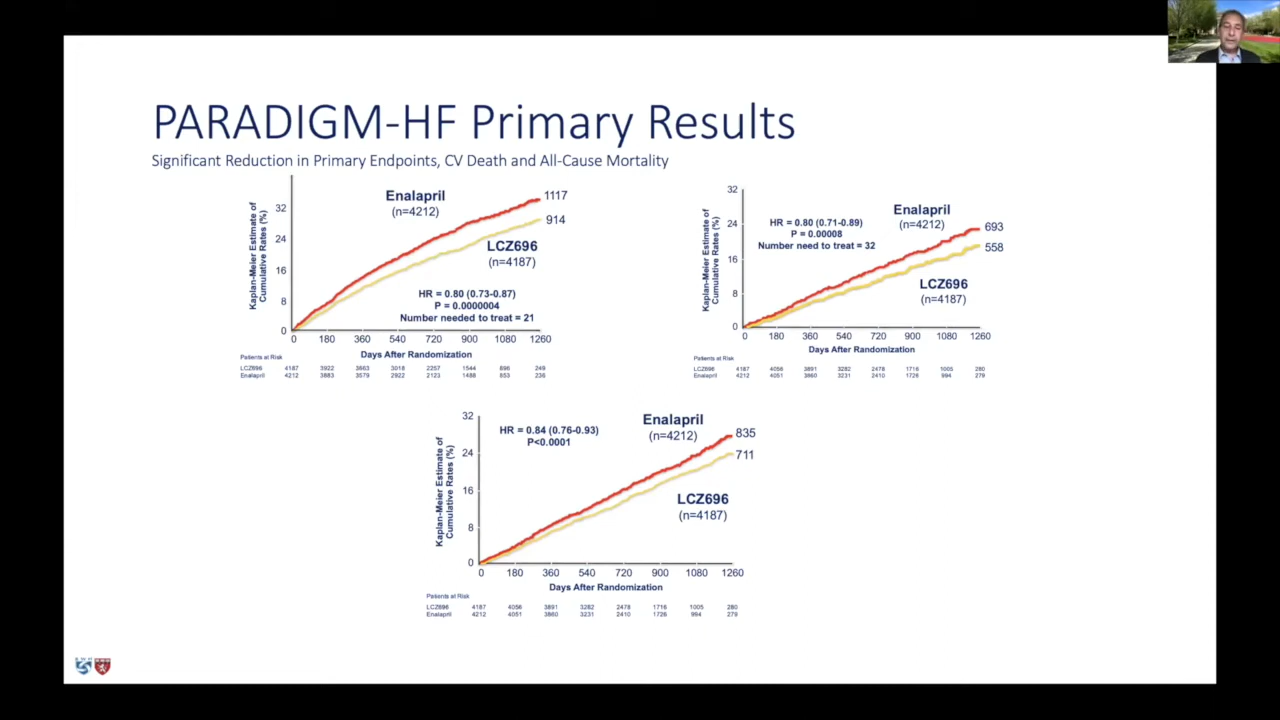 PARADIGM-HF Primary Results
Significant Reduction in Primary Endpoints, CV Death and All-Cause Mortality
Kaplan-Meier Estimate of
Cumulative Rates (%)
32
24
16
8
0
Enalapril
(n=4212)
1117
914
LCZ696
(n=4187)
HR = 0.80 (0.73-0.87)
P = 0.0000004
Number needed to treat = 21
0 180 360 540 720 900 1080 1260
Days After Randomization
Patients at Risk
LCZ696 4187 3922 3663 3018 2257 1544 896 249
Enalapril 4212 3883 3579 2922 2123 1488 853 236
Kaplan-Meier Estimate of
Cumulative Rates (%)
32
24
16
8
0
HR = 0.80 (0.71-0.89)
P = 0.00008
Number need to treat = 32
Enalapril
(n=4212)
693
558
LCZ696
(n=4187)
0 180 360 540 720 900 1080 1260
Days After Randomization
Patients at Risk
LCZ696 4187 4056 3891 3282 2478 1716 1005 280
Enalapril 4212 4051 3860 3231 2410 1726 994 279
Kaplan-Meier Estimate of
Cumulative Rates (%)
32
24
16
8
0
HR = 0.84 (0.76-0.93)
P<0.0001
Enalapril
(n=4212)
835
711
LCZ696
(n=4187)
0 180 360 540 720 900 1080 1260
Days After Randomization
Patients at Risk
LCZ696 4187 4056 3891 3282 2478 1716 1005 280
Enalapril 4212 4051 3860 3231 2410 1726 994 279